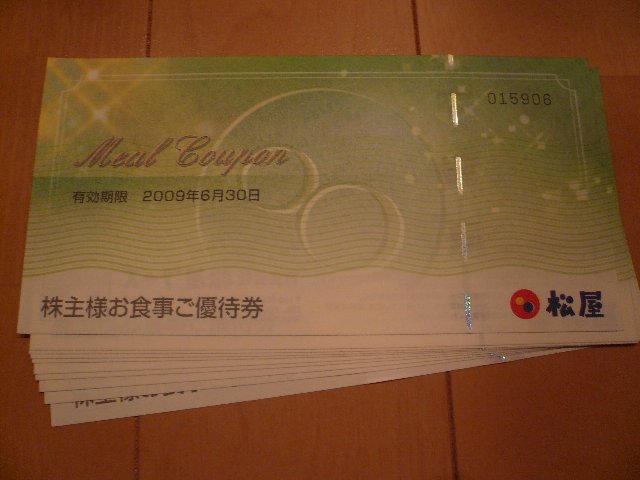 015906
Meal Coupon
有効期限 2009年6月30日
株主様お食事ご優待券
松屋